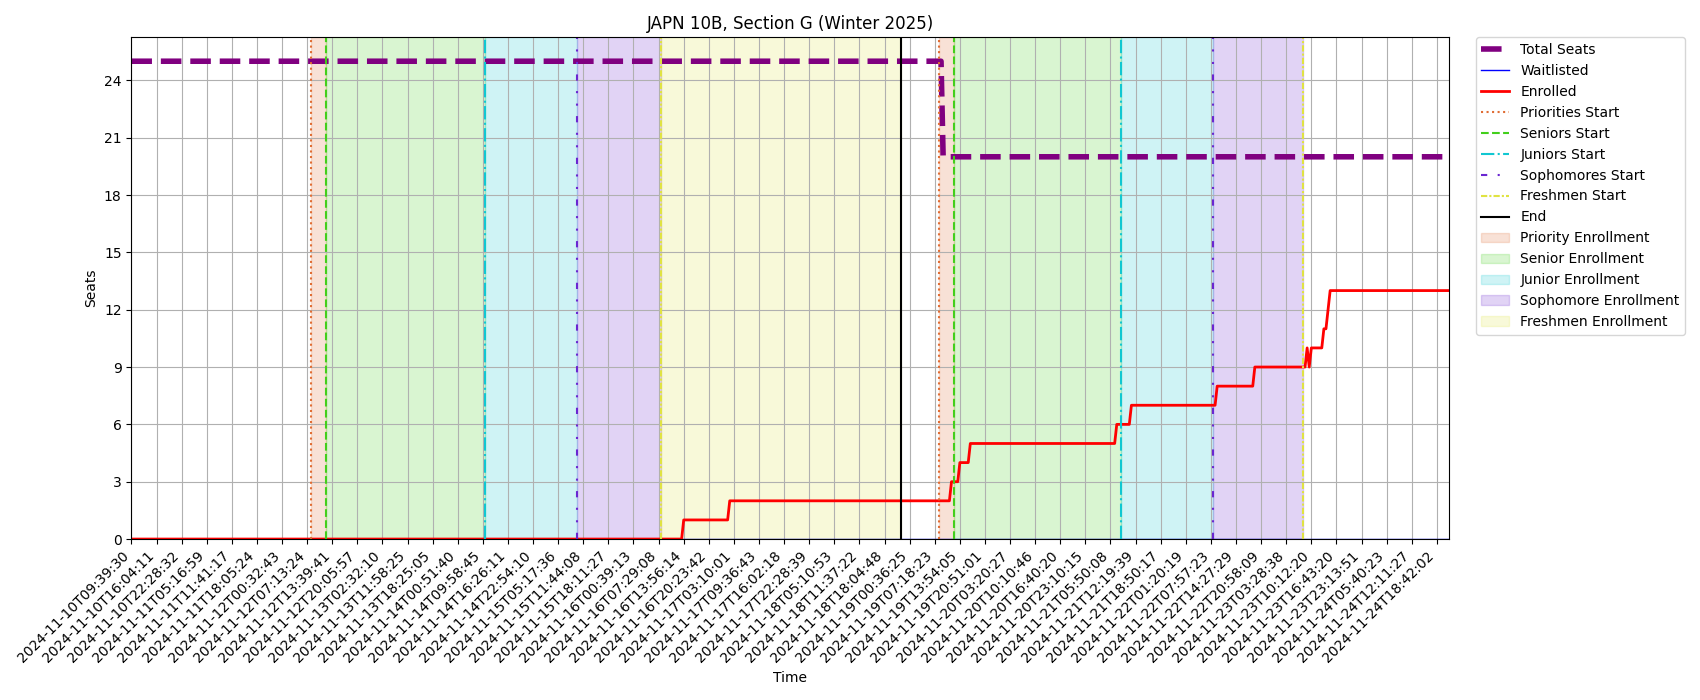 JAPN 10B, Section G (Winter 2025)
Seats
24
21
18
15
12
9
6
3
0
2024-11-10T09:39:30
2024-11-10T16:04:11
2024-11-10T22:28:32
2024-11-11T05:16:59
2024-11-11T11:41:17
2024-11-11T18:05:24
2024-11-12T00:32:43
2024-11-12T07:13:24
2024-11-12T13:39:41
2024-11-12T20:05:57
2024-11-13T02:32:10
2024-11-13T11:58:25
2024-11-13T18:25:05
2024-11-14T00:51:40
2024-11-14T09:58:45
2024-11-14T16:26:11
2024-11-14T22:54:10
2024-11-15T05:17:36
2024-11-15T11:44:08
2024-11-15T18:11:27
2024-11-16T00:39:13
2024-11-16T07:29:08
2024-11-16T13:56:14
2024-11-16T20:23:42
2024-11-17T03:10:01
2024-11-17T09:36:43
2024-11-17T16:02:18
2024-11-17T22:28:39
2024-11-18T05:10:53
2024-11-18T11:37:22
2024-11-18T18:04:48
2024-11-19T00:36:25
2024-11-19T07:18:23
2024-11-19T13:54:05
2024-11-19T20:51:01
2024-11-20T03:20:27
2024-11-20T10:10:46
2024-11-20T16:40:20
2024-11-20T23:10:15
2024-11-21T05:50:08
2024-11-21T12:19:39
2024-11-21T18:50:17
2024-11-22T01:20:19
2024-11-22T07:57:23
2024-11-22T14:27:29
2024-11-22T20:58:09
2024-11-23T03:28:38
2024-11-23T10:12:20
2024-11-23T16:43:20
2024-11-23T23:13:51
2024-11-24T05:40:23
2024-11-24T12:11:27
2024-11-24T18:42:02
Time
Total Seats
Waitlisted
Enrolled
Priorities Start
Seniors Start
Juniors Start
Sophomores Start
Freshmen Start
End
Priority Enrollment
Senior Enrollment
Junior Enrollment
Sophomore Enrollment
Freshmen Enrollment